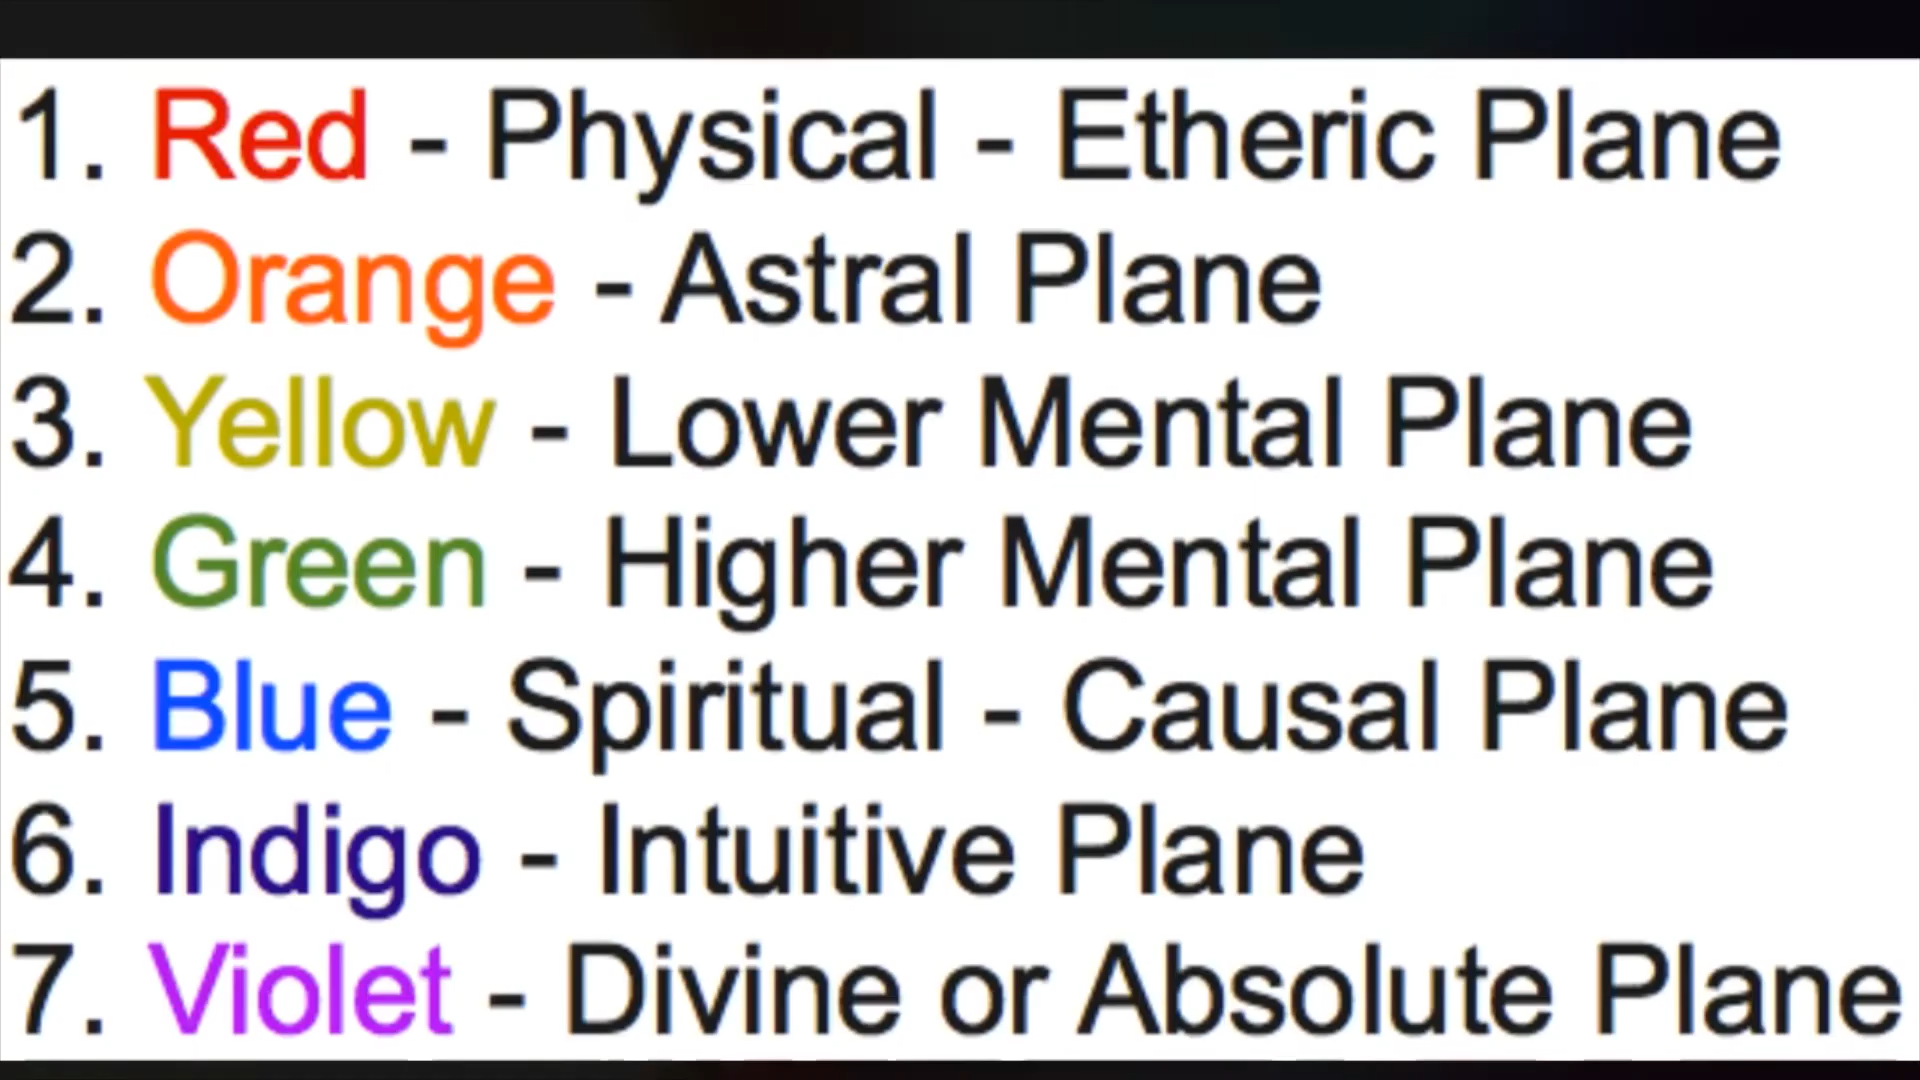 1. Red - Physical - Etheric Plane
2. Orange - Astral Plane
3. Yellow - Lower Mental Plane
4. Green - Higher Mental Plane
5. Blue - Spiritual - Causal Plane
6. Indigo - Intuitive Plane
7. Violet - Divine or Absolute Plane